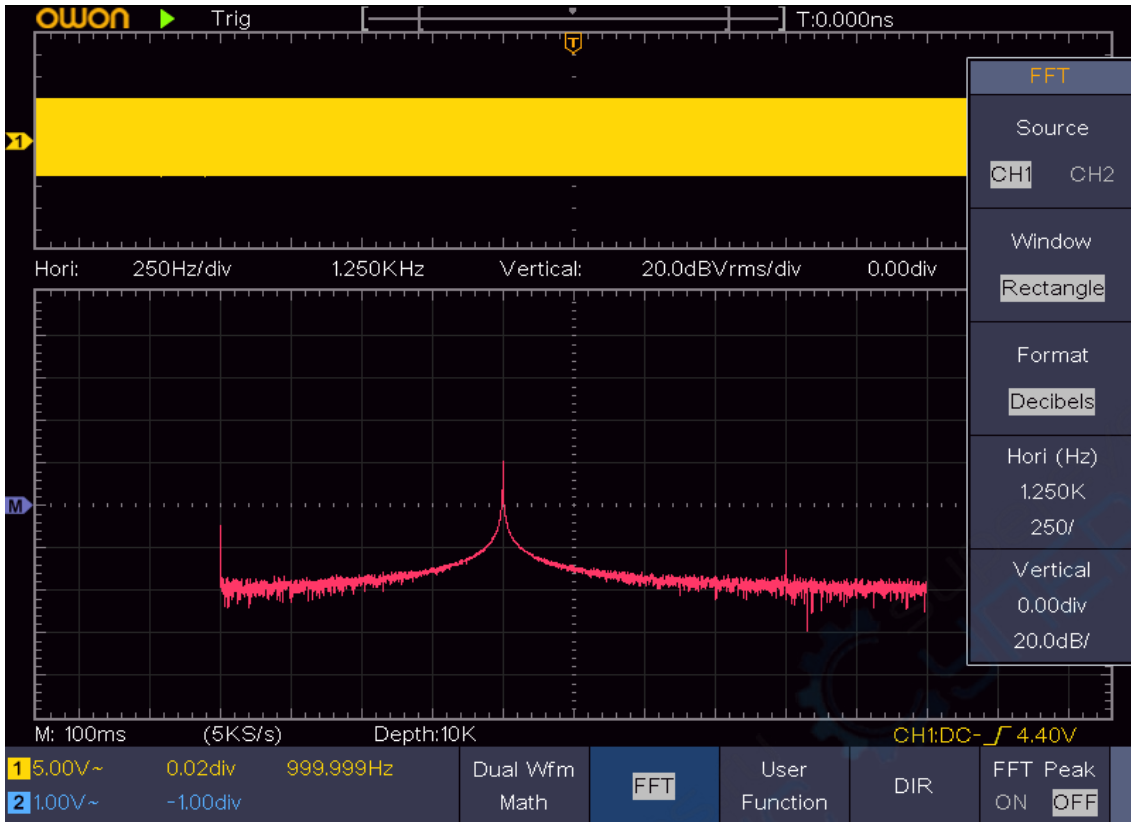 owon Trig T:0.000ns
T
FFT
Source
CH1 CH2
1
Window
Rectangle
Hori: 250Hz/div 1.250KHz Vertical: 20.0dBVrms/div 0.00div
Format
Decibels
Hori (Hz)
1.250K
250/
M
Vertical
0.00div
20.0dB/
M: 100ms (5KS/s) Depth:10K CH1:DC- 4.40V
1 5.00V~ 0.02div 999.999Hz
2 1.00V~ -1.00div
Dual Wfm
Math
FFT
User
Function
DIR
FFT Peak
ON OFF